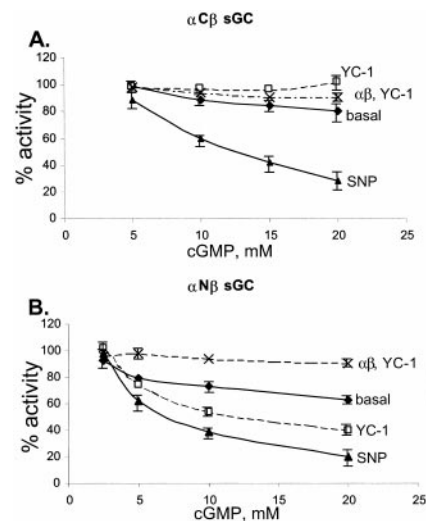 αCβ sGC
A.
120
100
80
60
40
20
0
% activity
YC-1
αβ, YC-1
basal
SNP
0 5 10 15 20 25
cGMP, mM
αNβ sGC
B.
120
100
80
60
40
20
0
% activity
αβ, YC-1
basal
YC-1
SNP
0 5 10 15 20 25
cGMP, mM